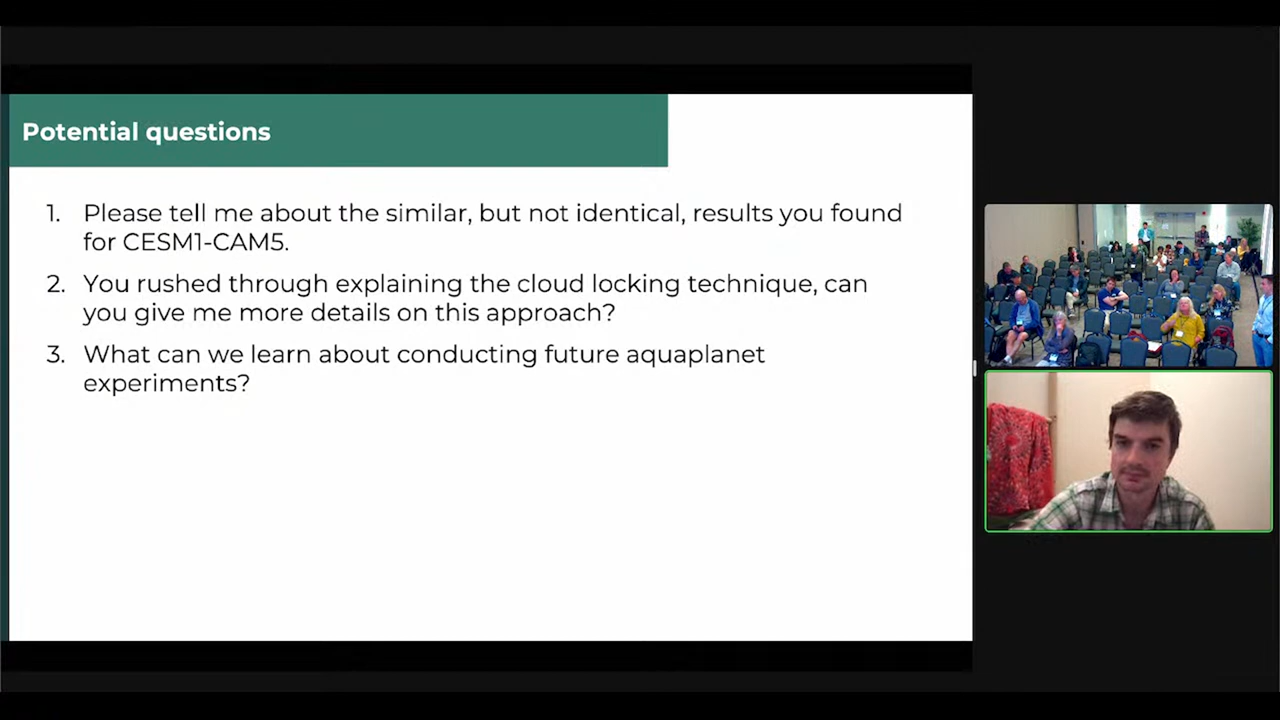 Potential questions
1. Please tell me about the similar, but not identical, results you found
for CESM1-CAM5.
2. You rushed through explaining the cloud locking technique, can
you give me more details on this approach?
3. What can we learn about conducting future aquaplanet
experiments?